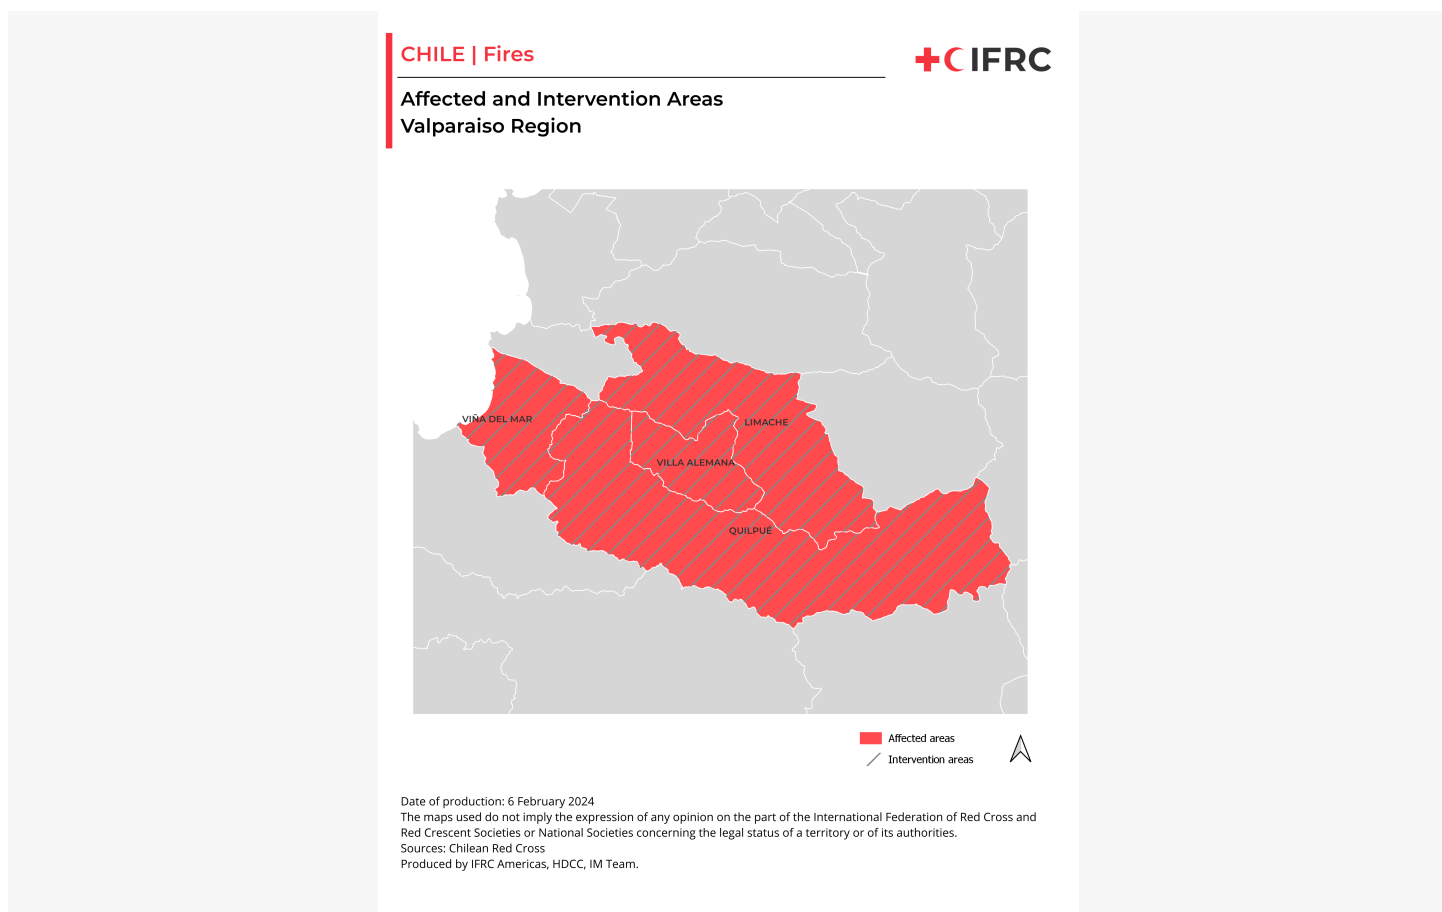 CHILE | Fires
IFRC
Affected and Intervention Areas
Valparaiso Region
VIÑA DEL MAR
LIMACHE
VILLA ALEMANA
QUILPUÉ
Affected areas
Intervention areas
Date of production: 6 February 2024
The maps used do not imply the expression of any opinion on the part of the International Federation of Red Cross and
Red Crescent Societies or National Societies concerning the legal status of a territory or of its authorities.
Sources: Chilean Red Cross
Produced by IFRC Americas, HDCC, IM Team.